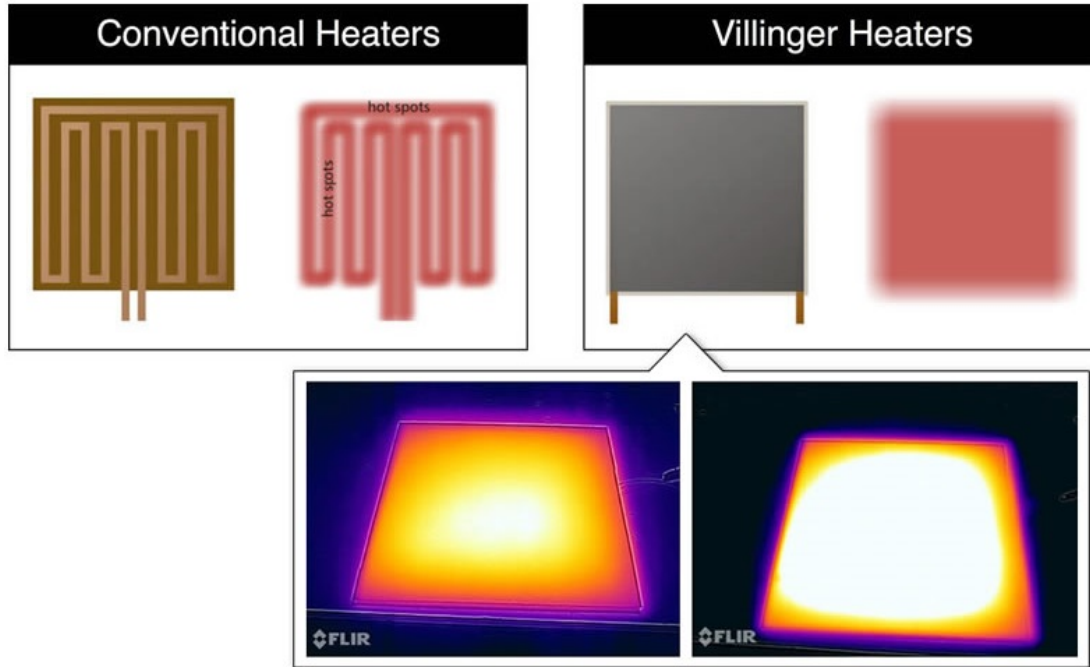 Conventional Heaters
Villinger Heaters
hot spots
hot spots
FLIR
FLIR